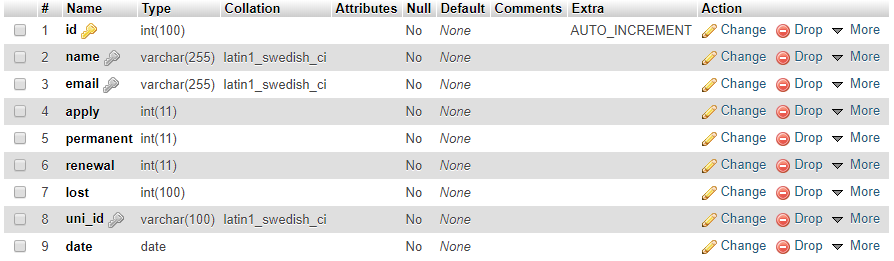 # Name Type Collation Attributes Null Default Comments Extra Action
1 id int(100) No None AUTO_INCREMENT Change Drop More
2 name varchar(255) latin1_swedish_ci No None Change Drop More
3 email varchar(255) latin1_swedish_ci No None Change Drop More
4 apply int(11) No None Change Drop More
5 permanent int(11) No None Change Drop More
6 renewal int(11) No None Change Drop More
7 lost int(100) No None Change Drop More
8 uni_id varchar(100) latin1_swedish_ci No None Change Drop More
9 date date No None Change Drop More